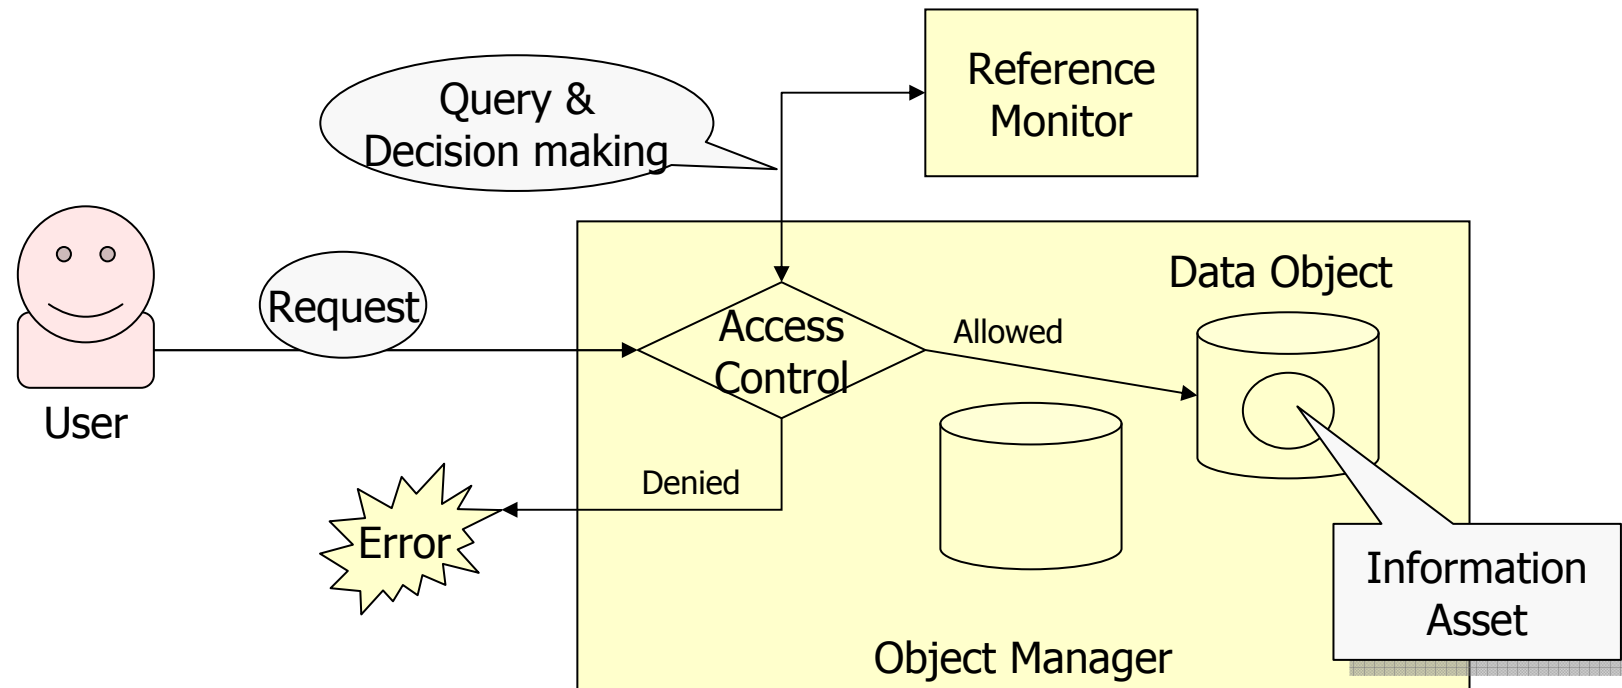 Reference
Monitor
Query &
Decision making
Data Object
Request
Access
Control
Allowed
User
Denied
Error
Information
Asset
Object Manager